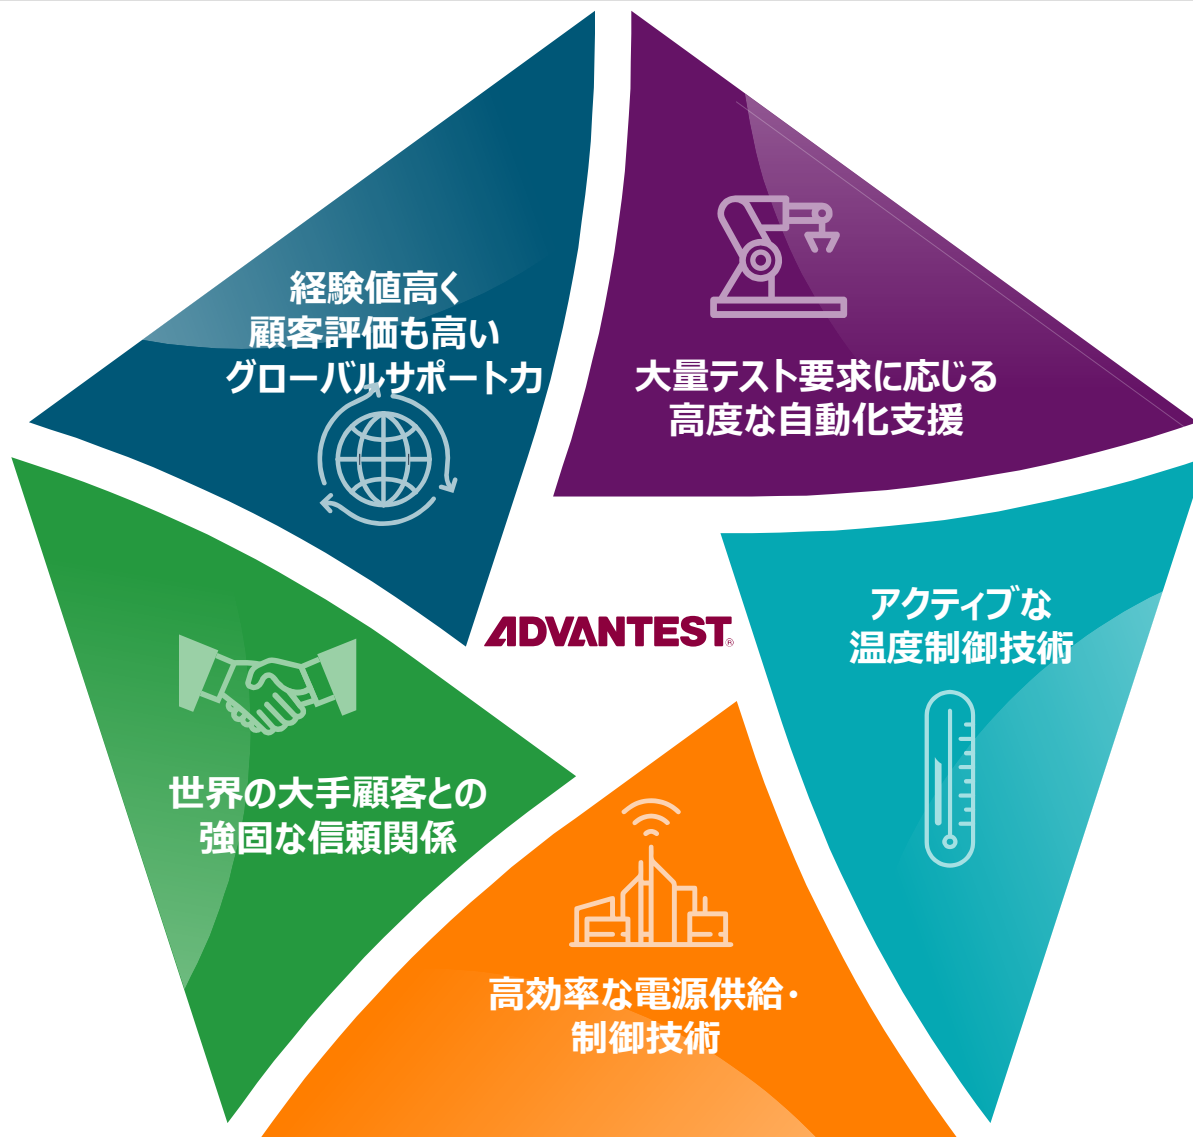 経験値高く
顧客評価も高い
グローバルサポート力
大量テスト要求に応じる
高度な自動化支援
ADVANTEST®
アクティブな
温度制御技術
世界の大手顧客との
強固な信頼関係
高効率な電源供給・
制御技術